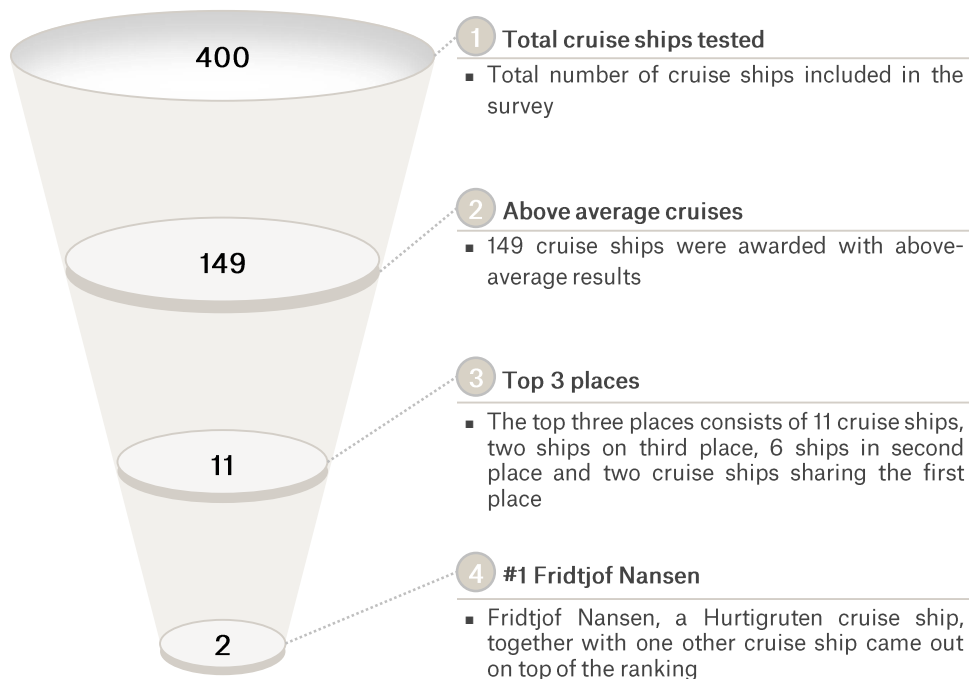 400
1
Total cruise ships tested
▪ Total number of cruise ships included in the
survey
149
2
Above average cruises
▪ 149 cruise ships were awarded with above-
average results
11
3
Top 3 places
▪ The top three places consists of 11 cruise ships,
two ships on third place, 6 ships in second
place and two cruise ships sharing the first
place
2
4
#1 Fridtjof Nansen
▪ Fridtjof Nansen, a Hurtigruten cruise ship,
together with one other cruise ship came out
on top of the ranking